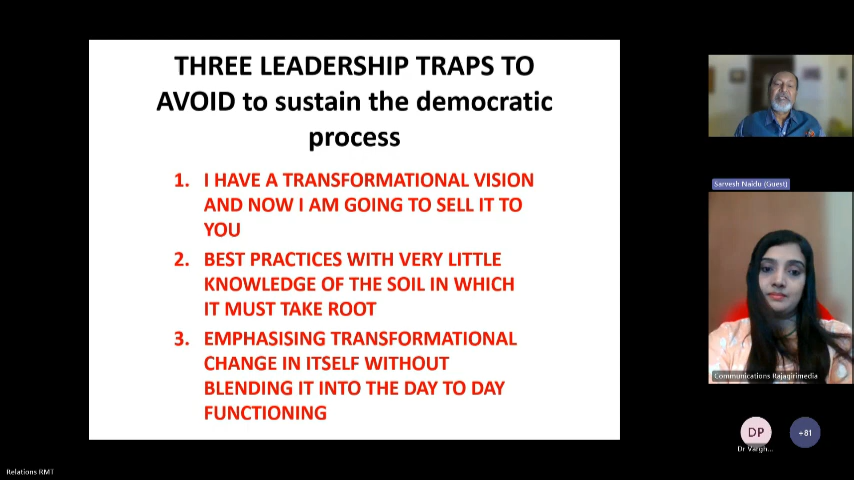 THREE LEADERSHIP TRAPS TO
AVOID to sustain the democratic
process
1. I HAVE A TRANSFORMATIONAL VISION
AND NOW I AM GOING TO SELL IT TO
YOU
2. BEST PRACTICES WITH VERY LITTLE
KNOWLEDGE OF THE SOIL IN WHICH
IT MUST TAKE ROOT
3. EMPHASISING TRANSFORMATIONAL
CHANGE IN ITSELF WITHOUT
BLENDING IT INTO THE DAY TO DAY
FUNCTIONING
Sarvesh Naidu (Guest)
Communications Rajagirimedia
DP
+81
Dr Vargh...
Relations RMT